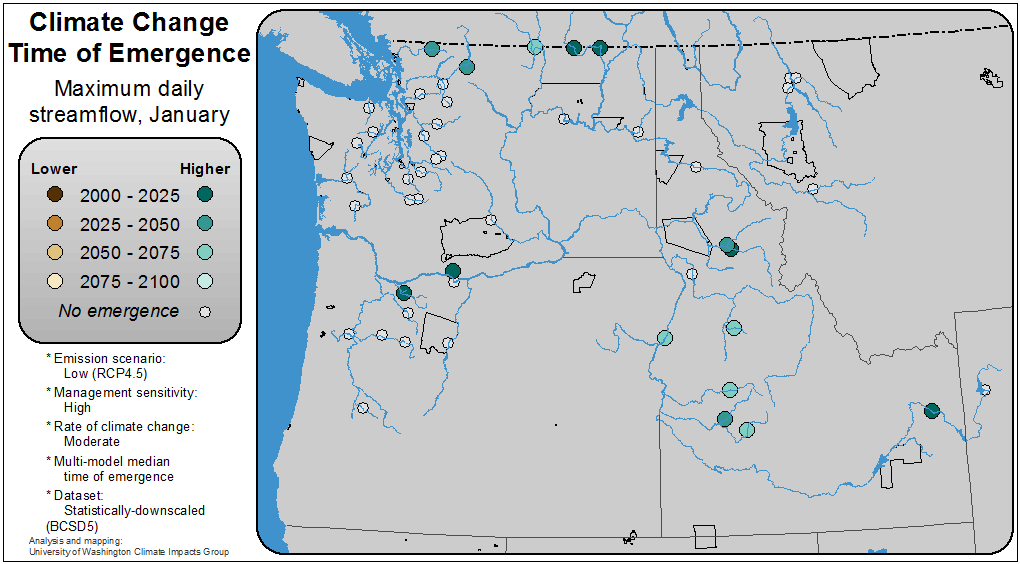 Climate Change
Time of Emergence
Maximum daily
streamflow, January
Lower Higher
2000 - 2025
2025 - 2050
2050 - 2075
2075 - 2100
No emergence
* Emission scenario:
Low (RCP4.5)
* Management sensitivity:
High
* Rate of climate change:
Moderate
* Multi-model median
time of emergence
* Dataset:
Statistically-downscaled
(BCSD5)
Analysis and mapping:
University of Washington Climate Impacts Group